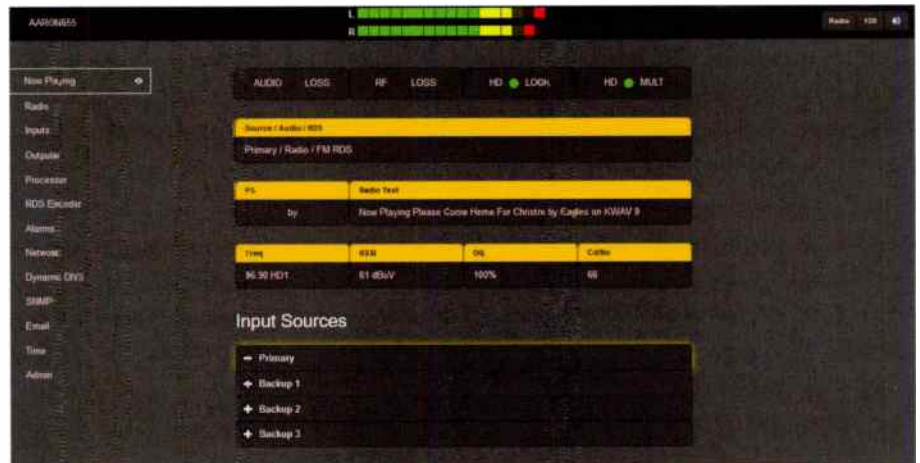 AARON655
L
R
Radio
Now Playing
AUDIO LOSS
RF LOSS
HD LOCK
HD MULT
Radio
Inputs
Outputs
Processor
RDS Encoder
Alarms
Network
Dynamic DNS
SNMP
Email
Time
Admin
Source / Audio / RDS
Primary / Radio / FM RDS
PS
Radio Text
by
Now Playing Please Come Home For Christm by Eagles on KWAV 9
Freq
RSSI
DQ
Cd/No
96.90 HD1
61 dBuV
100%
66
Input Sources
Primary
Backup 1
Backup 2
Backup 3